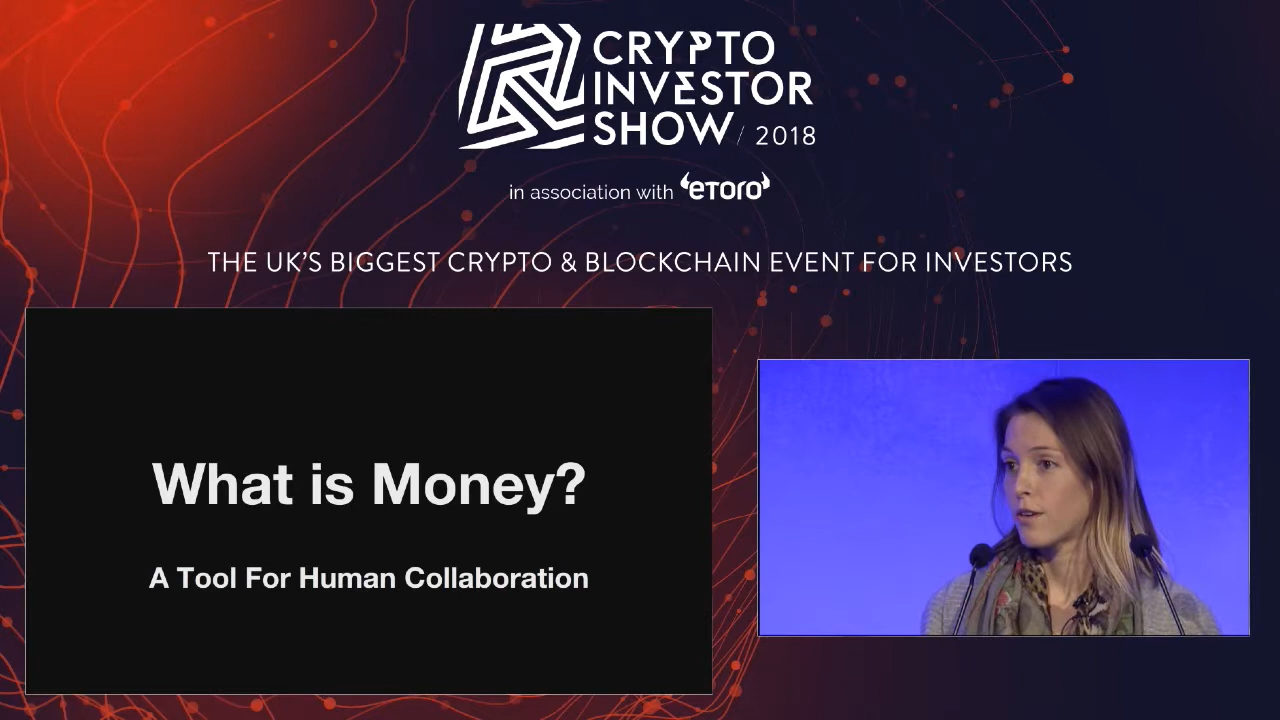 CRYPTO
INVESTOR
SHOW / 2018
in association with eToro
THE UK'S BIGGEST CRYPTO & BLOCKCHAIN EVENT FOR INVESTORS
What is Money?
A Tool For Human Collaboration